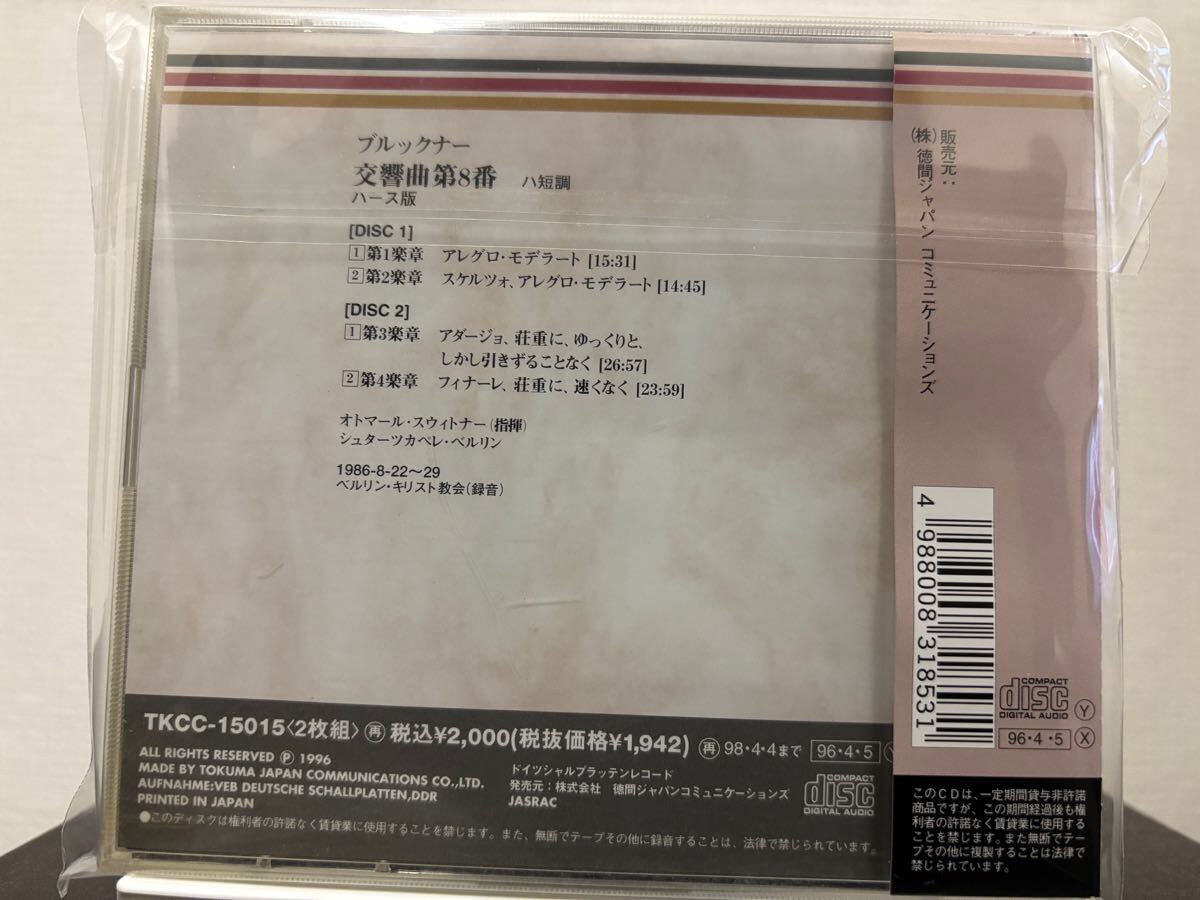 ブルックナー
交響曲第8番 ハ短調
ハース版
[DISC 1]
1 第1楽章 アレグロ・モデラート [15:31]
2 第2楽章 スケルツォ、アレグロ・モデラート [14:45]
[DISC 2]
1 第3楽章 アダージョ、荘重に、ゆっくりと、
しかし引きずることなく [26:57]
2 第4楽章 フィナーレ、荘重に、速くなく [23:59]
オトマール・スウィトナー(指揮)
シュターツカペレ・ベルリン
1986-8-22〜29
ベルリン・キリスト教会(録音)
TKCC-15015〈2枚組〉 再 税込¥2,000(税抜価格¥1,942) 再 98・4・4まで 96・4・5
ALL RIGHTS RESERVED Ⓟ 1996
MADE BY TOKUMA JAPAN COMMUNICATIONS CO.,LTD.
AUFNAHME:VEB DEUTSCHE SCHALLPLATTEN,DDR
PRINTED IN JAPAN
ドイツシャルプラッテンレコード
発売元:株式会社 徳間ジャパンコミュニケーションズ
JASRAC
COMPACT
disc
DIGITAL AUDIO
●このディスクは権利者の許諾なく賃貸業に使用することを禁じます。また、無断でテープその他に録音することは、法律で禁じられています。
販売元:
(株)徳間ジャパン コミュニケーションズ
4 988008 318531
COMPACT
disc
DIGITAL AUDIO
Y
96・4・5 X
このCDは、一定期間貸与非許諾
商品ですが、この期間経過後も権
利者の許諾なく賃貸業に使用する
ことを禁じます。また無断でテー
プその他に複製することは法律で
禁じられています。